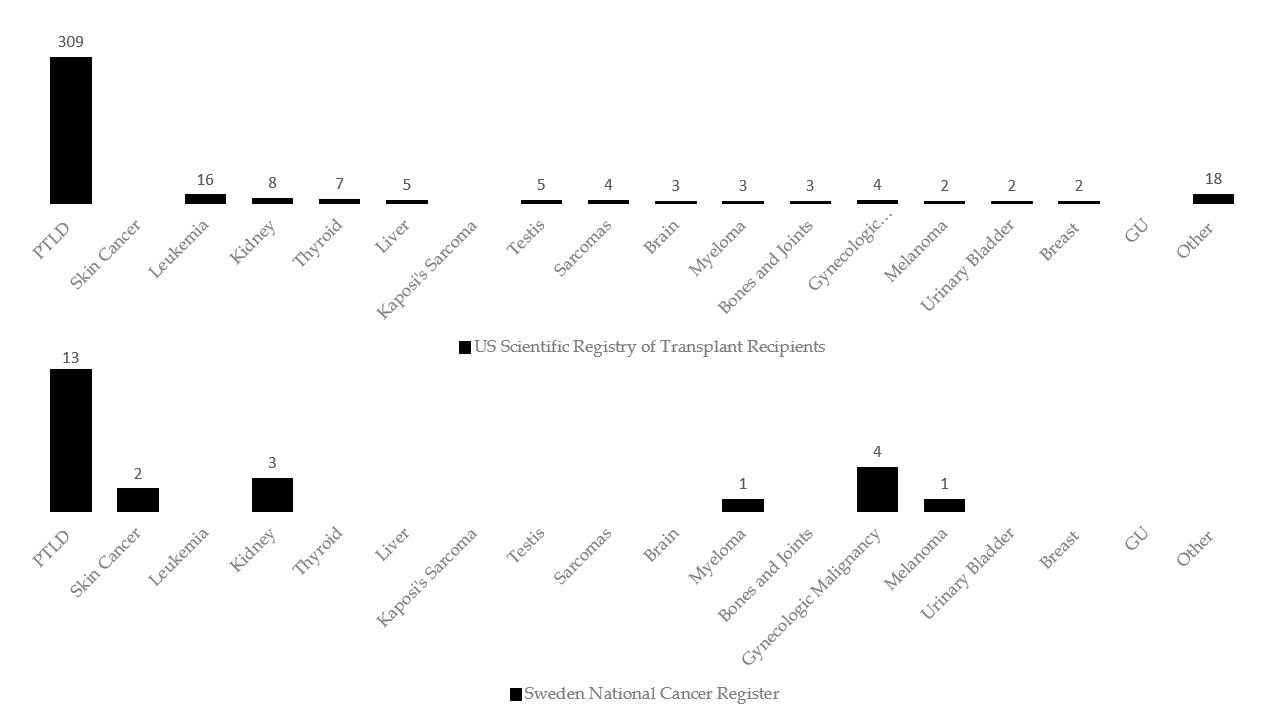 309
16
8
7
5
5
4
3
3
3
4
2
2
2
18
PTLD
Skin Cancer
Leukemia
Kidney
Thyroid
Liver
Kaposi's Sarcoma
Testis
Sarcomas
Brain
Myeloma
Bones and Joints
Gynecologic...
Melanoma
Urinary Bladder
Breast
GU
Other
US Scientific Registry of Transplant Recipients
13
2
3
1
4
1
PTLD
Skin Cancer
Leukemia
Kidney
Thyroid
Liver
Kaposi's Sarcoma
Testis
Sarcomas
Brain
Myeloma
Bones and Joints
Gynecologic Malignancy
Melanoma
Urinary Bladder
Breast
GU
Other
Sweden National Cancer Register